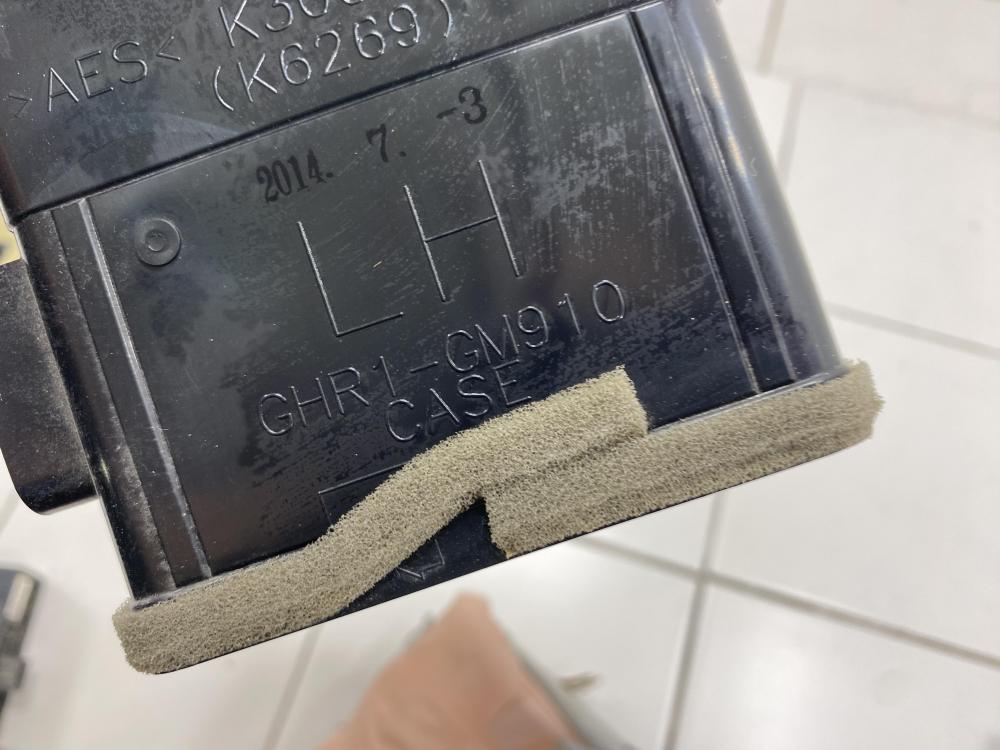 >AES<
(K6269)
2014. 7. -3
LH
GHR1-GM910
CASE